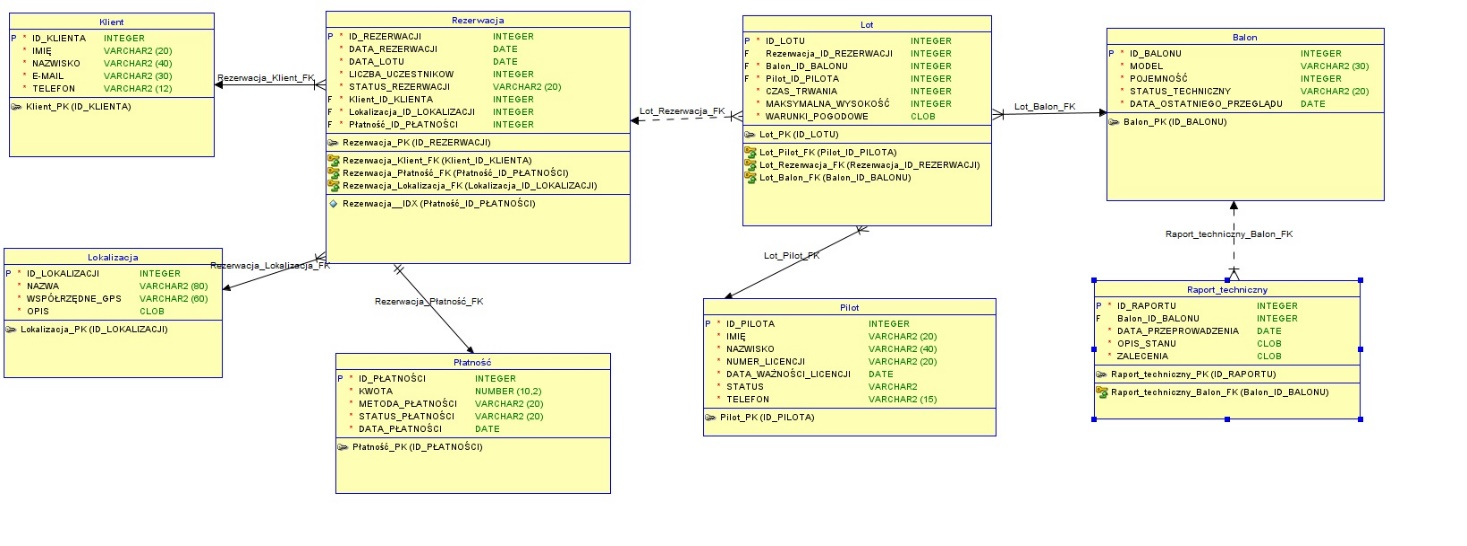 Klient
P * ID_KLIENTA INTEGER
* IMIĘ VARCHAR2 (20)
* NAZWISKO VARCHAR2 (40)
* E-MAIL VARCHAR2 (30)
* TELEFON VARCHAR2 (12)
Klient_PK (ID_KLIENTA)
Rezerwacja_Klient_FK
Rezerwacja
P * ID_REZERWACJI INTEGER
* DATA_REZERWACJI DATE
* DATA_LOTU DATE
* LICZBA_UCZESTNIKOW INTEGER
* STATUS_REZERWACJI VARCHAR2 (20)
F * Klient_ID_KLIENTA INTEGER
F * Lokalizacja_ID_LOKALIZACJI INTEGER
F * Płatność_ID_PŁATNOŚCI INTEGER
Rezerwacja_PK (ID_REZERWACJI)
Rezerwacja_Klient_FK (Klient_ID_KLIENTA)
Rezerwacja_Płatność_FK (Płatność_ID_PŁATNOŚCI)
Rezerwacja_Lokalizacja_FK (Lokalizacja_ID_LOKALIZACJI)
Rezerwacja__IDX (Płatność_ID_PŁATNOŚCI)
Lot_Rezerwacja_FK
Lot
P * ID_LOTU INTEGER
F Rezerwacja_ID_REZERWACJI INTEGER
F * Balon_ID_BALONU INTEGER
F * Pilot_ID_PILOTA INTEGER
* CZAS_TRWANIA INTEGER
* MAKSYMALNA_WYSOKOŚĆ INTEGER
* WARUNKI_POGODOWE CLOB
Lot_PK (ID_LOTU)
Lot_Pilot_FK (Pilot_ID_PILOTA)
Lot_Rezerwacja_FK (Rezerwacja_ID_REZERWACJI)
Lot_Balon_FK (Balon_ID_BALONU)
Lot_Balon_FK
Balon
P * ID_BALONU INTEGER
* MODEL VARCHAR2 (30)
* POJEMNOŚĆ INTEGER
* STATUS_TECHNICZNY VARCHAR2 (20)
* DATA_OSTATNIEGO_PRZEGLĄDU DATE
Balon_PK (ID_BALONU)
Raport_techniczny_Balon_FK
Lokalizacja
P * ID_LOKALIZACJI INTEGER
* NAZWA VARCHAR2 (80)
* WSPÓŁRZĘDNE_GPS VARCHAR2 (60)
* OPIS CLOB
Lokalizacja_PK (ID_LOKALIZACJI)
Rezerwacja_Lokalizacja_FK
Rezerwacja_Płatność_FK
Lot_Pilot_FK
Płatność
P * ID_PŁATNOŚCI INTEGER
* KWOTA NUMBER (10,2)
* METODA_PŁATNOŚCI VARCHAR2 (20)
* STATUS_PŁATNOŚCI VARCHAR2 (20)
* DATA_PŁATNOŚCI DATE
Płatność_PK (ID_PŁATNOŚCI)
Pilot
P * ID_PILOTA INTEGER
* IMIĘ VARCHAR2 (20)
* NAZWISKO VARCHAR2 (40)
* NUMER_LICENCJI VARCHAR2 (20)
* DATA_WAŻNOŚCI_LICENCJI DATE
* STATUS VARCHAR2
* TELEFON VARCHAR2 (15)
Pilot_PK (ID_PILOTA)
Raport_techniczny
P * ID_RAPORTU INTEGER
F Balon_ID_BALONU INTEGER
* DATA_PRZEPROWADZENIA DATE
* OPIS_STANU CLOB
* ZALECENIA CLOB
Raport_techniczny_PK (ID_RAPORTU)
Raport_techniczny_Balon_FK (Balon_ID_BALONU)